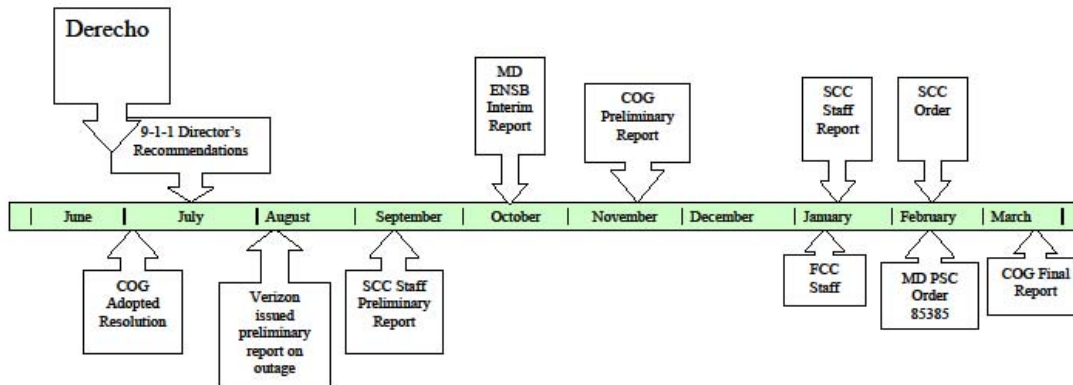 Derecho
9-1-1 Director's
Recommendations
MD
ENSB
Interim
Report
COG
Preliminary
Report
SCC
Staff
Report
SCC
Order
June July August September October November December January February March
COG
Adopted
Resolution
Verizon
issued
preliminary
report on
outage
SCC Staff
Preliminary
Report
FCC
Staff
MD PSC
Order
85385
COG Final
Report